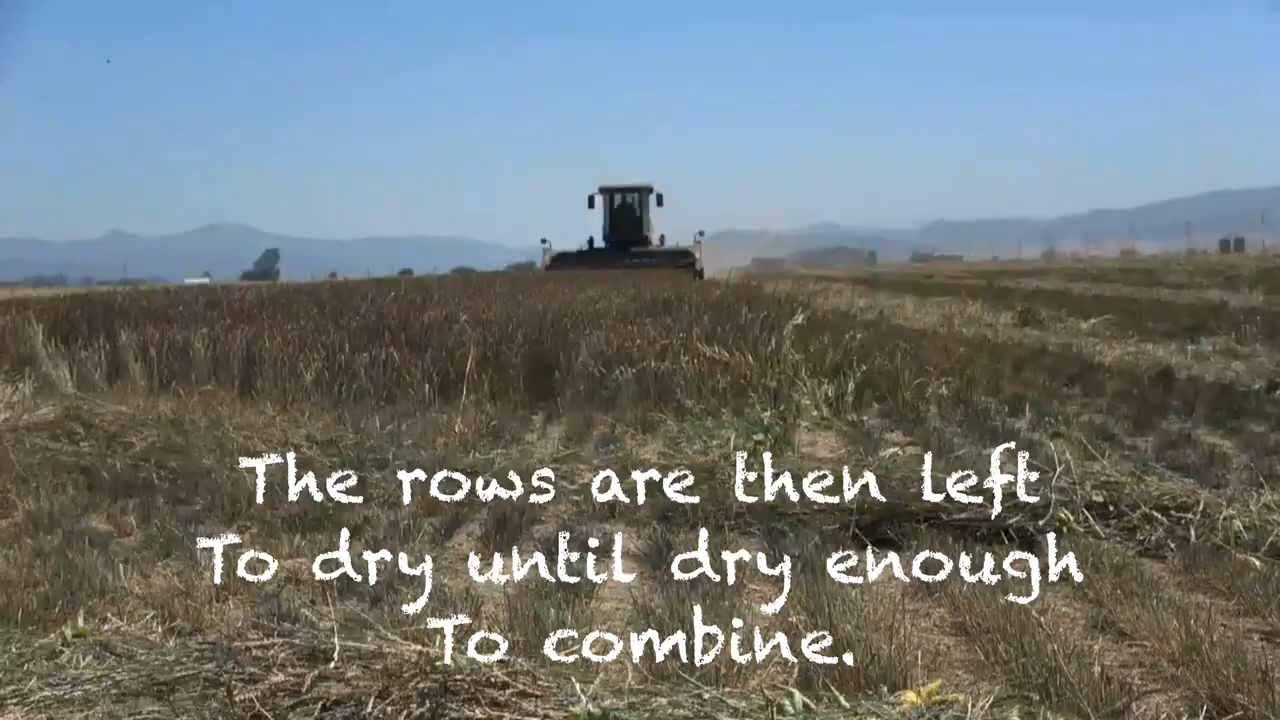 The rows are then left
To dry until dry enough
To combine.